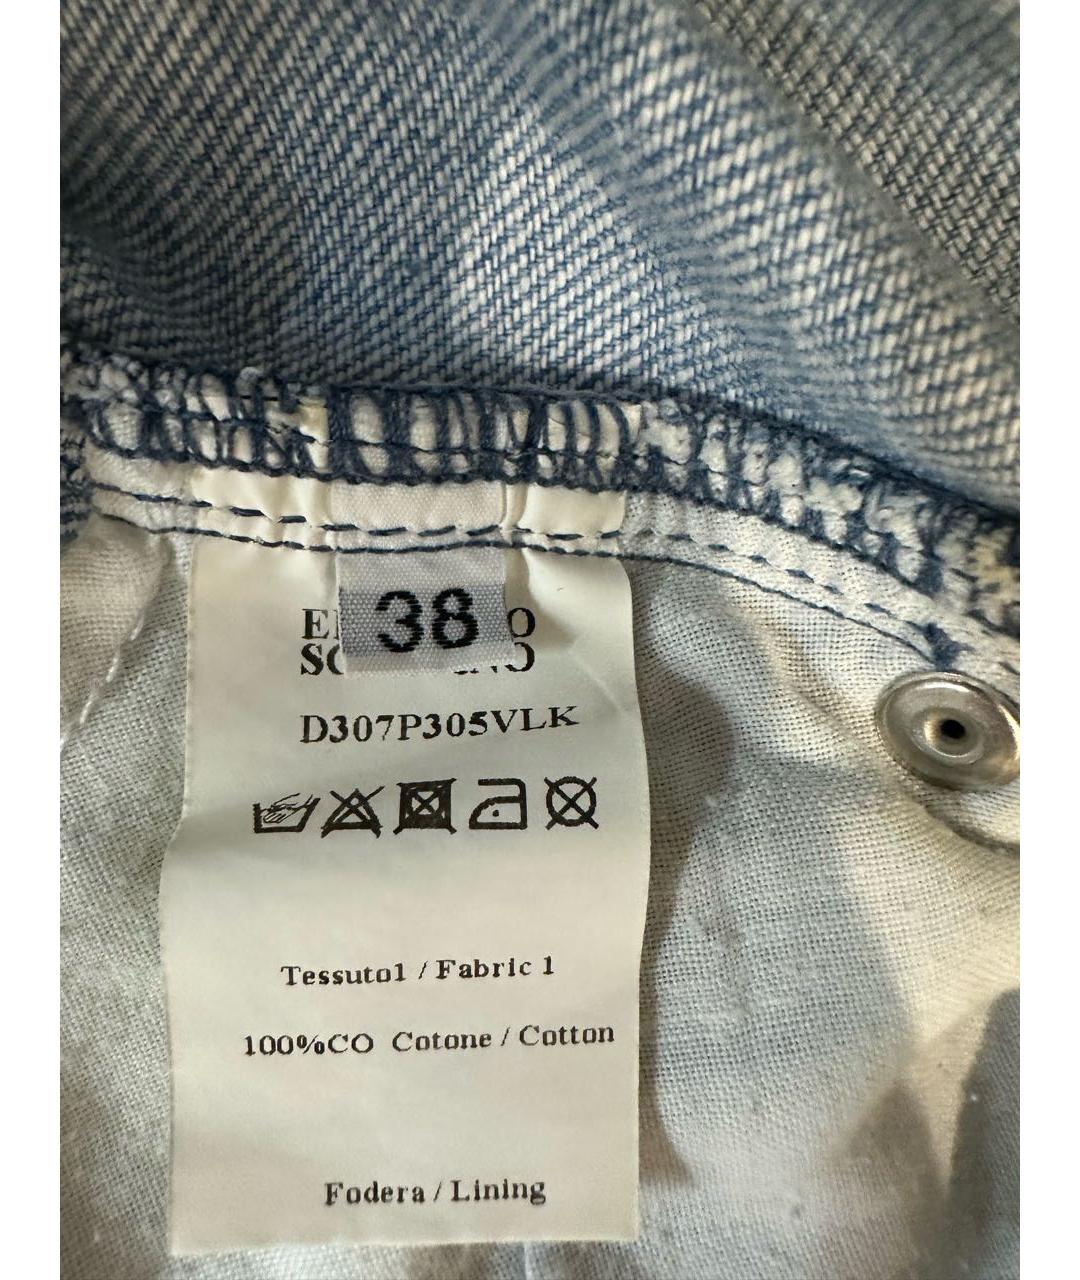 38
D307P305VLK
Tessuto1 / Fabric 1
100%CO Cotone / Cotton
Fodera / Lining